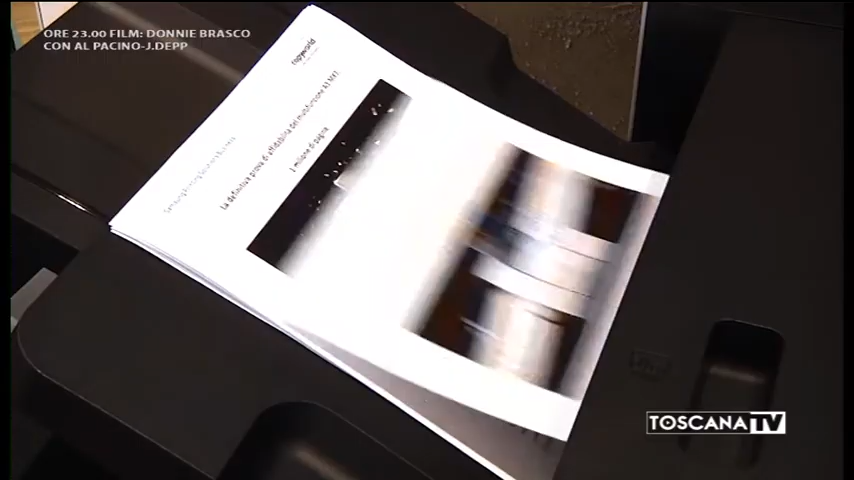 ORE 23.00 FILM: DONNIE BRASCO
CON AL PACINO-J.DEPP
La definitiva prova di affidabilità del multifunzione A3 MXT
1 milione di pagine
TOSCANA TV